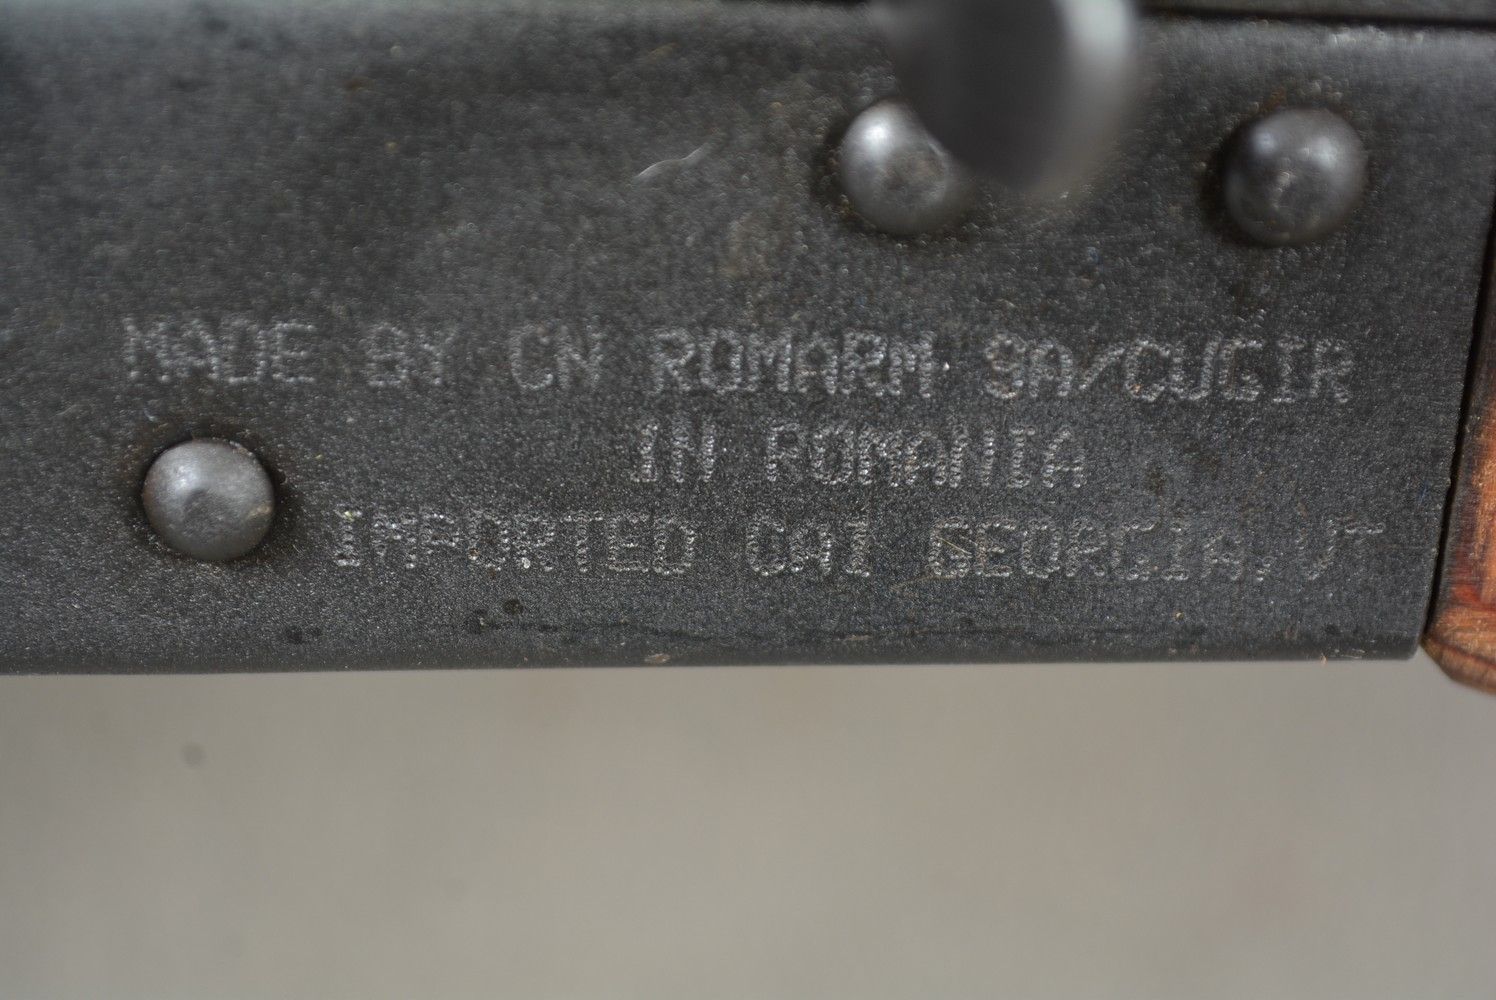 MADE BY CN ROMARM SA/CUGIR
IN ROMANIA
IMPORTED CAI GEORGIA, VT